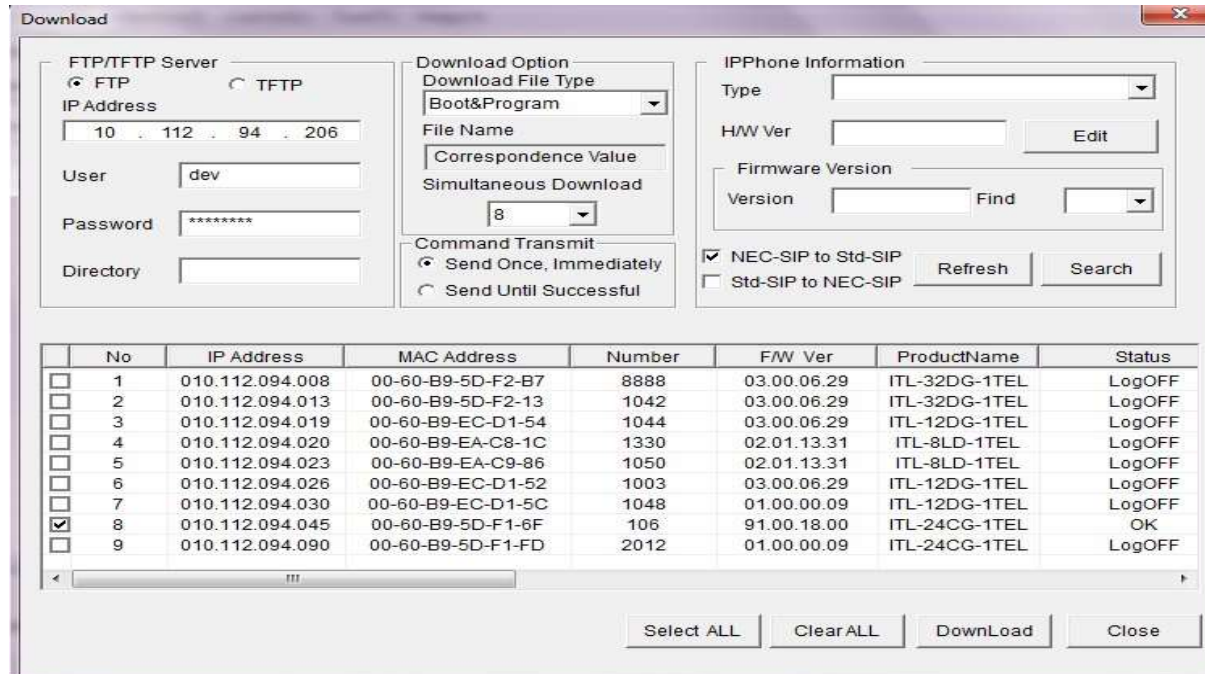 Download
FTP/TFTP Server
FTP TFTP
IP Address
10 . 112 . 94 . 206
User dev
Password ********
Directory
Download Option
Download File Type
Boot&Program
File Name
Correspondence Value
Simultaneous Download
8
Command Transmit
Send Once, Immediately
Send Until Successful
IPPhone Information
Type
H/W Ver Edit
Firmware Version
Version Find
NEC-SIP to Std-SIP
Std-SIP to NEC-SIP
Refresh Search
No IP Address MAC Address Number F/W Ver ProductName Status
1 010.112.094.008 00-60-B9-5D-F2-B7 8888 03.00.06.29 ITL-32DG-1TEL LogOFF
2 010.112.094.013 00-60-B9-5D-F2-13 1042 03.00.06.29 ITL-32DG-1TEL LogOFF
3 010.112.094.019 00-60-B9-EC-D1-54 1044 03.00.06.29 ITL-12DG-1TEL LogOFF
4 010.112.094.020 00-60-B9-EA-C8-1C 1330 02.01.13.31 ITL-8LD-1TEL LogOFF
5 010.112.094.023 00-60-B9-EA-C9-86 1050 02.01.13.31 ITL-8LD-1TEL LogOFF
6 010.112.094.026 00-60-B9-EC-D1-52 1003 03.00.06.29 ITL-12DG-1TEL LogOFF
7 010.112.094.030 00-60-B9-EC-D1-5C 1048 01.00.00.09 ITL-12DG-1TEL LogOFF
8 010.112.094.045 00-60-B9-5D-F1-6F 106 91.00.18.00 ITL-24CG-1TEL OK
9 010.112.094.090 00-60-B9-5D-F1-FD 2012 01.00.00.09 ITL-24CG-1TEL LogOFF
Select ALL Clear ALL DownLoad Close